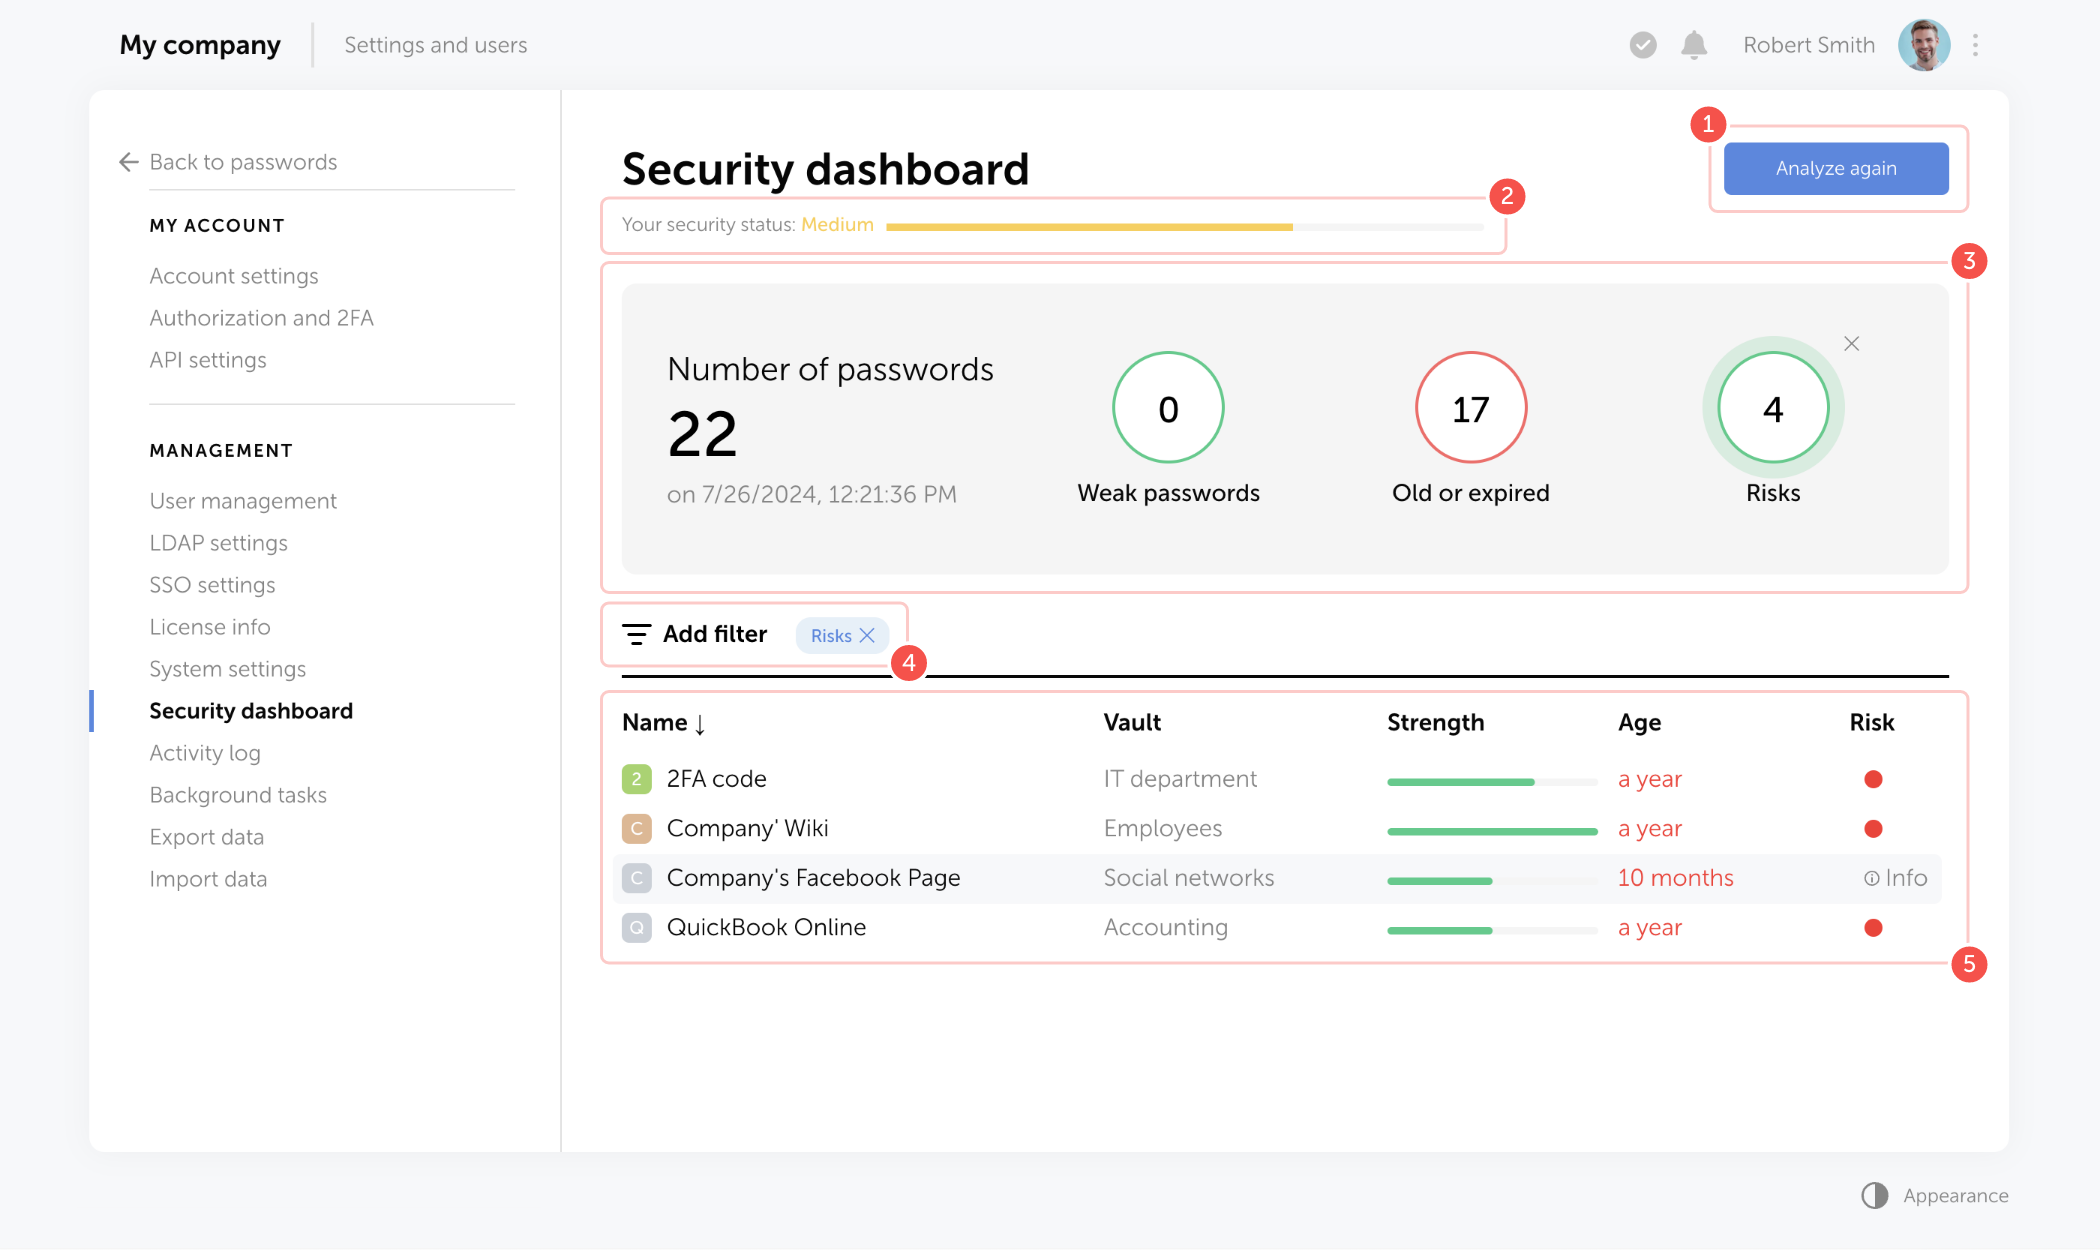 My company
Settings and users
Robert Smith
Back to passwords
MY ACCOUNT
Account settings
Authorization and 2FA
API settings
MANAGEMENT
User management
LDAP settings
SSO settings
License info
System settings
Security dashboard
Activity log
Background tasks
Export data
Import data
Security dashboard
1
Analyze again
Your security status: Medium
2
3
Number of passwords
22
on 7/26/2024, 12:21:36 PM
0
Weak passwords
17
Old or expired
4
Risks
Add filter Risks
4
Name ↓ Vault Strength Age Risk
2 2FA code IT department a year
C Company' Wiki Employees a year
C Company's Facebook Page Social networks 10 months Info
Q QuickBook Online Accounting a year
5
Appearance